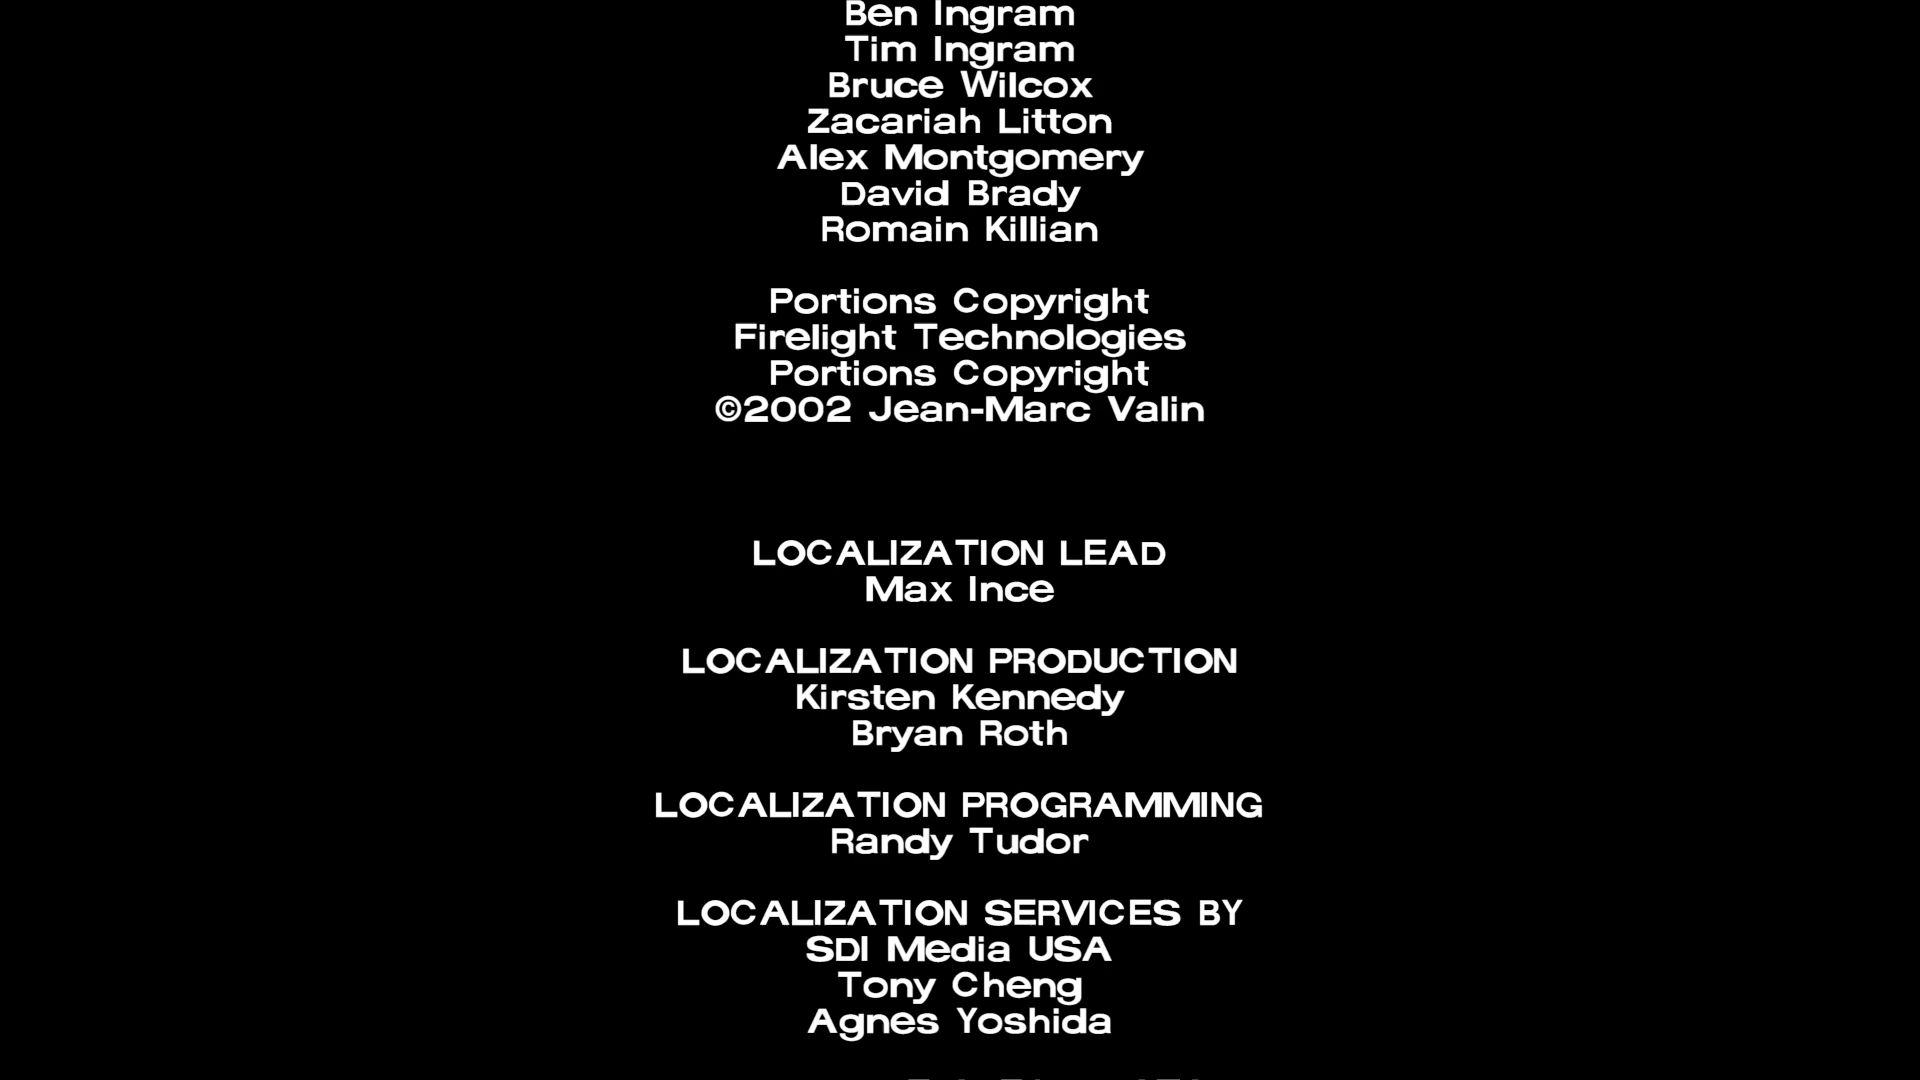 Ben Ingram
Tim Ingram
Bruce Wilcox
Zacariah Litton
Alex Montgomery
David Brady
Romain Killian
Portions Copyright
Firelight Technologies
Portions Copyright
©2002 Jean-Marc Valin
LOCALIZATION LEAD
Max Ince
LOCALIZATION PRODUCTION
Kirsten Kennedy
Bryan Roth
LOCALIZATION PROGRAMMING
Randy Tudor
LOCALIZATION SERVICES BY
SDI Media USA
Tony Cheng
Agnes Yoshida